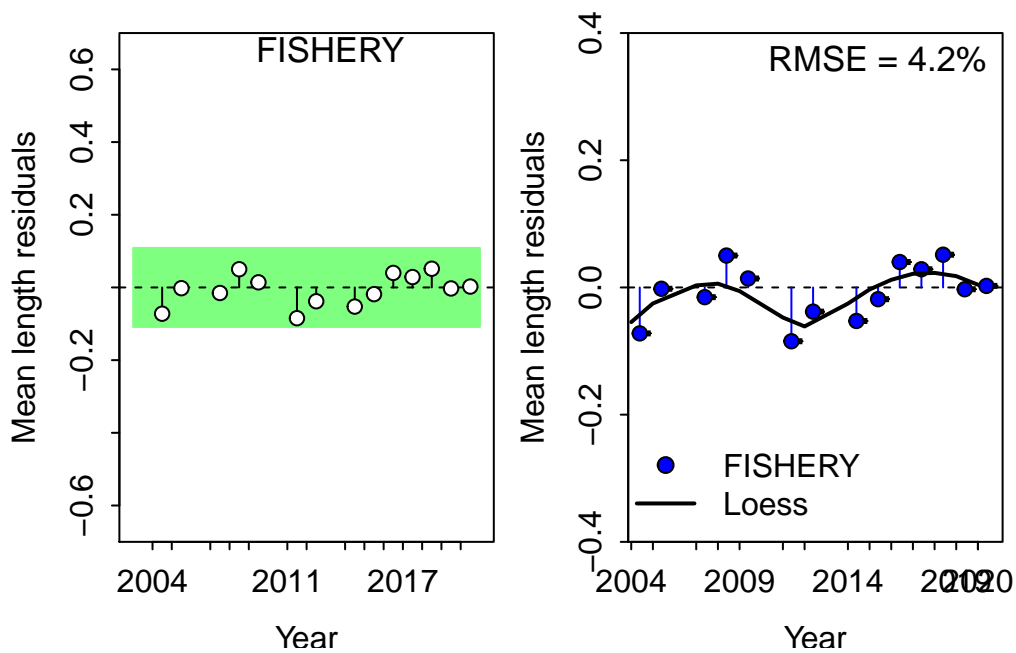 FISHERY
Mean length residuals
0.6
0.4
0.2
−0.2
−0.6
2004
2011
2017
Year
RMSE = 4.2%
Mean length residuals
0.4
0.2
0.0
−0.2
−0.4
FISHERY
Loess
2004
2009
2014
2019
2020
Year